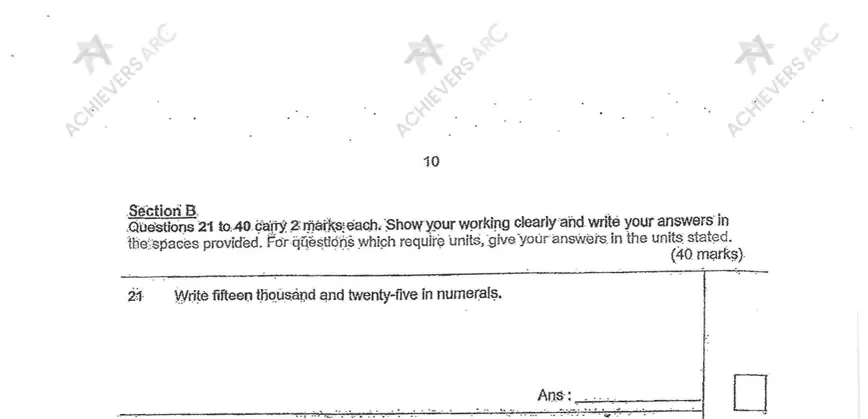 ACHIEVERS ARC
ACHIEVERS ARC
ACHIEVERS ARC
10
Section B
Questions 21 to 40 carry 2 marks each. Show your working clearly and write your answers in
the spaces provided. For questions which require units, give your answers in the units stated.
(40 marks)
21 Write fifteen thousand and twenty-five in numerals.
Ans :